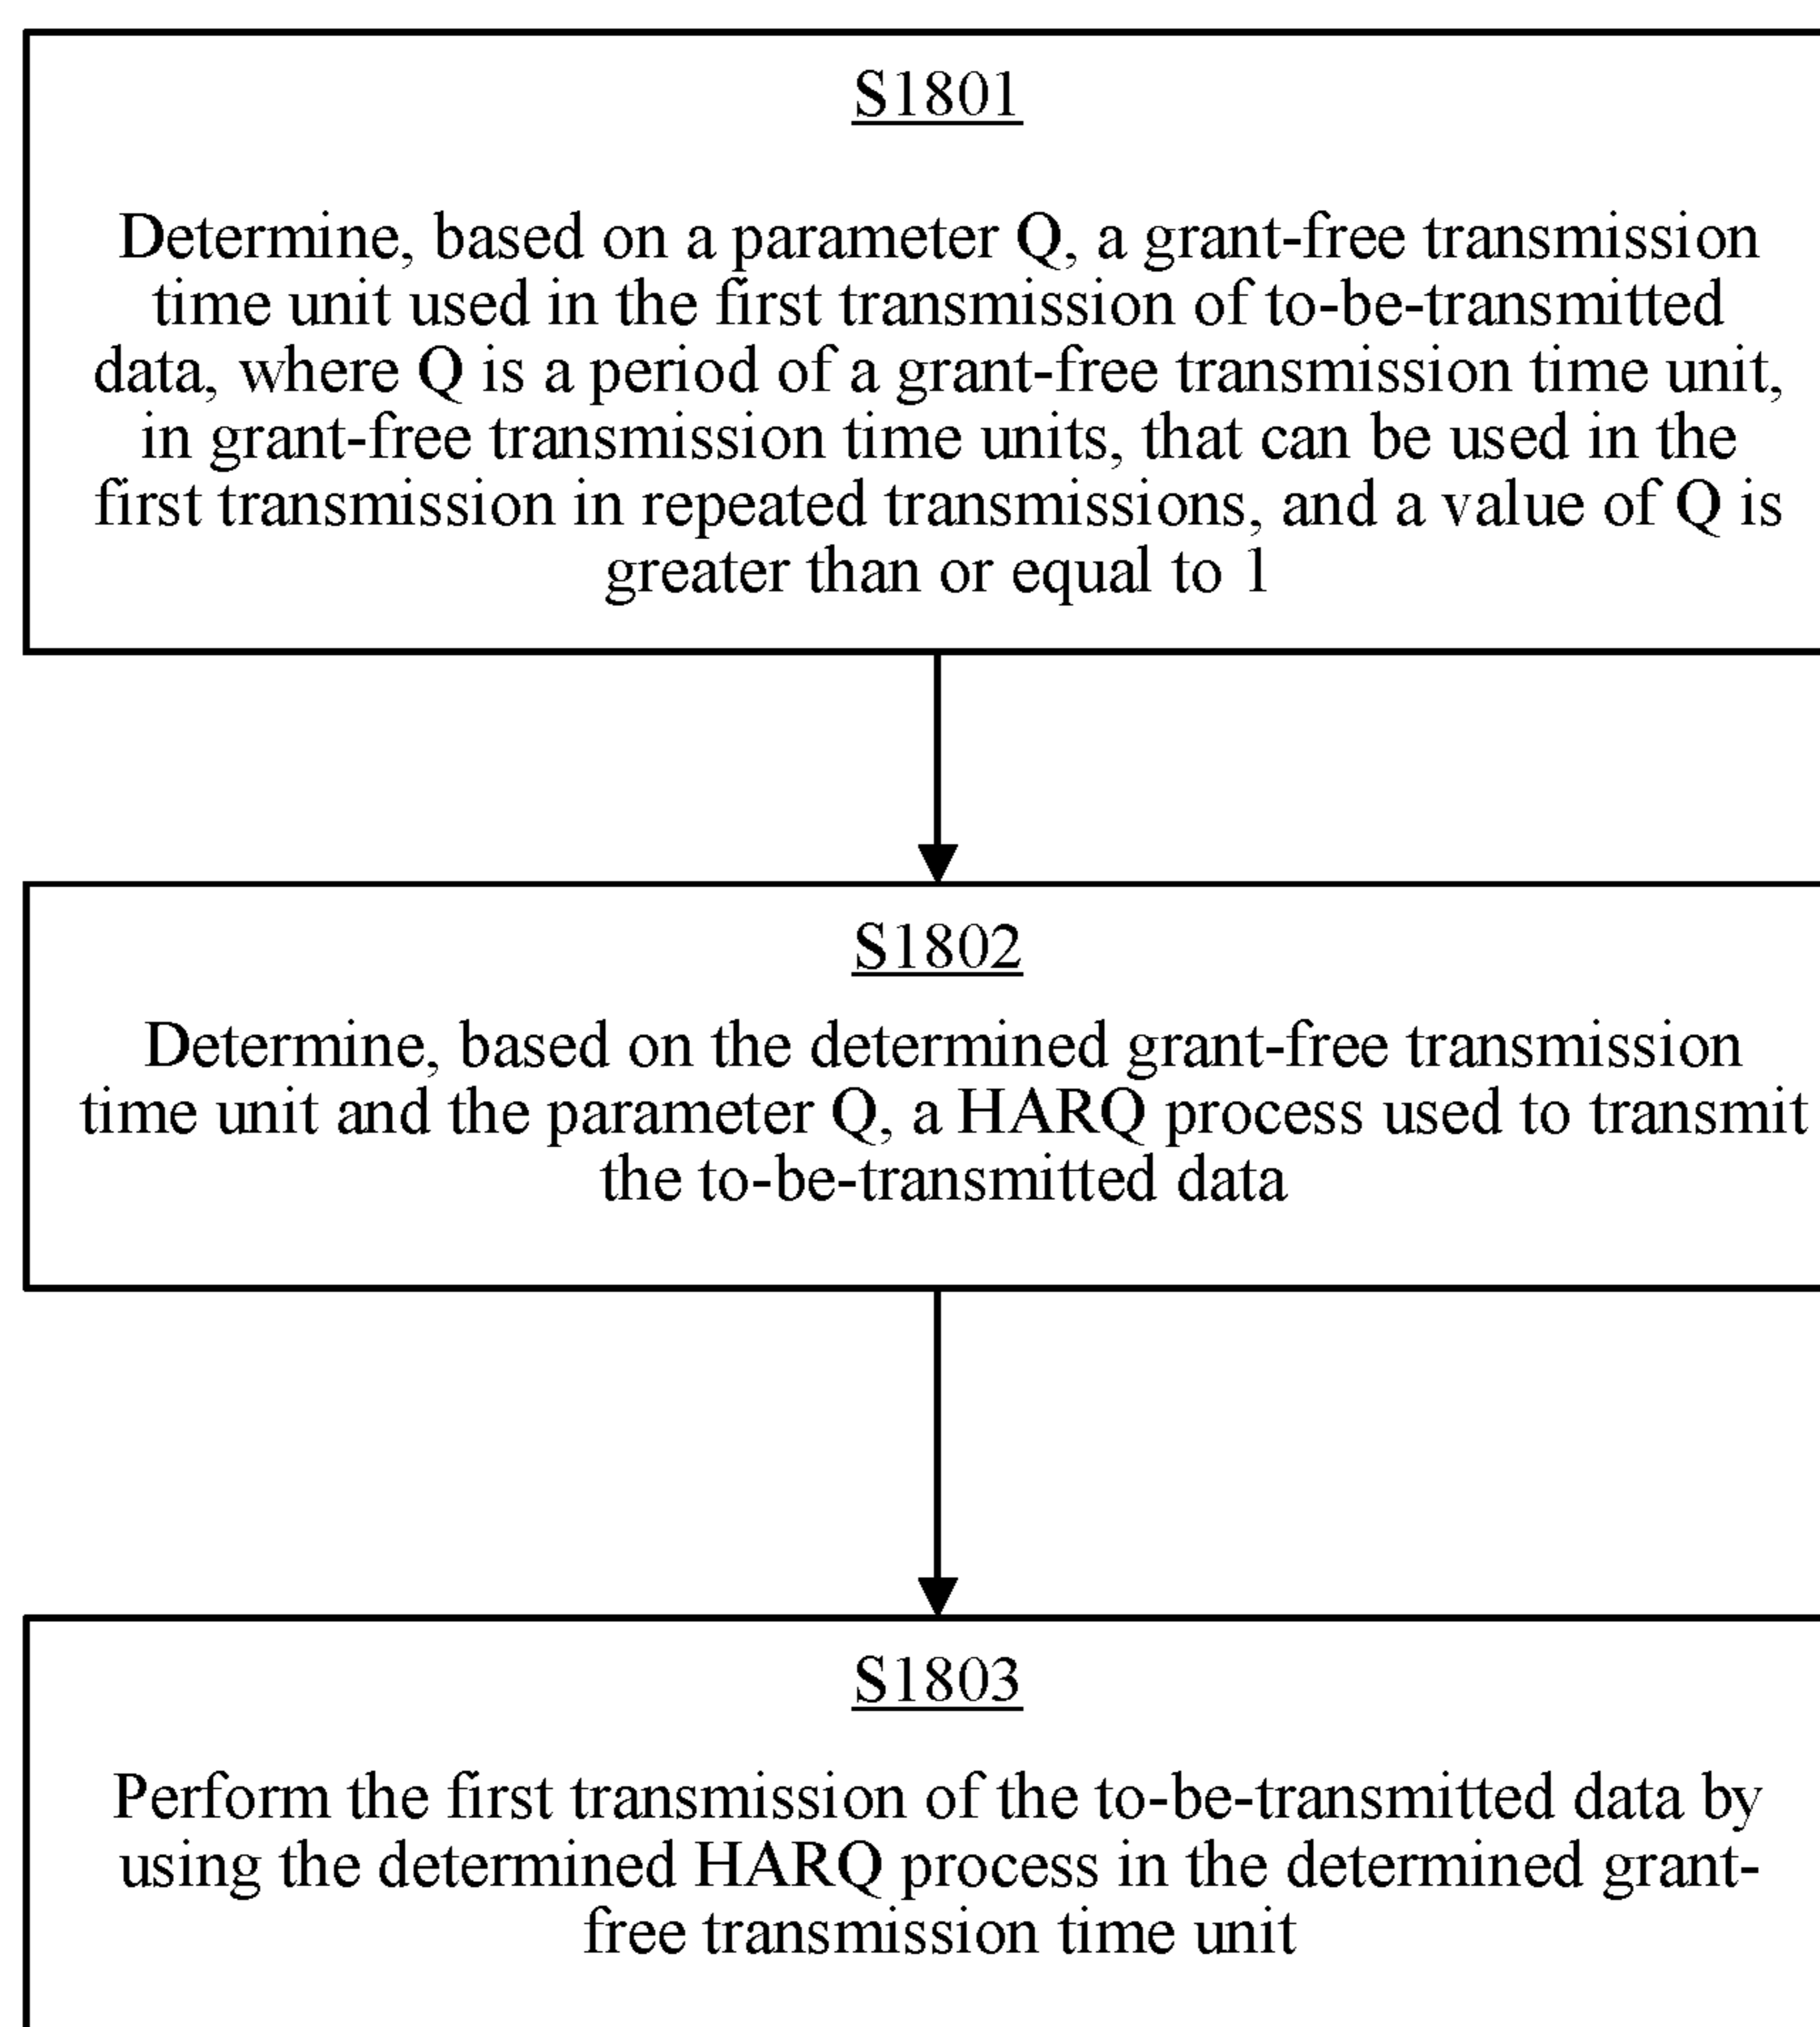 S1801
Determine, based on a parameter Q, a grant-free transmission
time unit used in the first transmission of to-be-transmitted
data, where Q is a period of a grant-free transmission time unit,
in grant-free transmission time units, that can be used in the
first transmission in repeated transmissions, and a value of Q is
greater than or equal to 1
S1802
Determine, based on the determined grant-free transmission
time unit and the parameter Q, a HARQ process used to transmit
the to-be-transmitted data
S1803
Perform the first transmission of the to-be-transmitted data by
using the determined HARQ process in the determined grant-
free transmission time unit